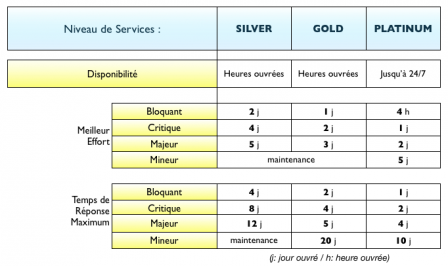 Niveau de Services : SILVER GOLD PLATINUM
Disponibilité Heures ouvrées Heures ouvrées Jusqu'à 24/7
Meilleur Effort
Bloquant 2 j 1 j 4 h
Critique 4 j 2 j 1 j
Majeur 5 j 3 j 2 j
Mineur maintenance 5 j
Temps de Réponse Maximum
Bloquant 4 j 2 j 1 j
Critique 8 j 4 j 2 j
Majeur 12 j 5 j 4 j
Mineur maintenance 20 j 10 j
(j: jour ouvré / h: heure ouvrée)